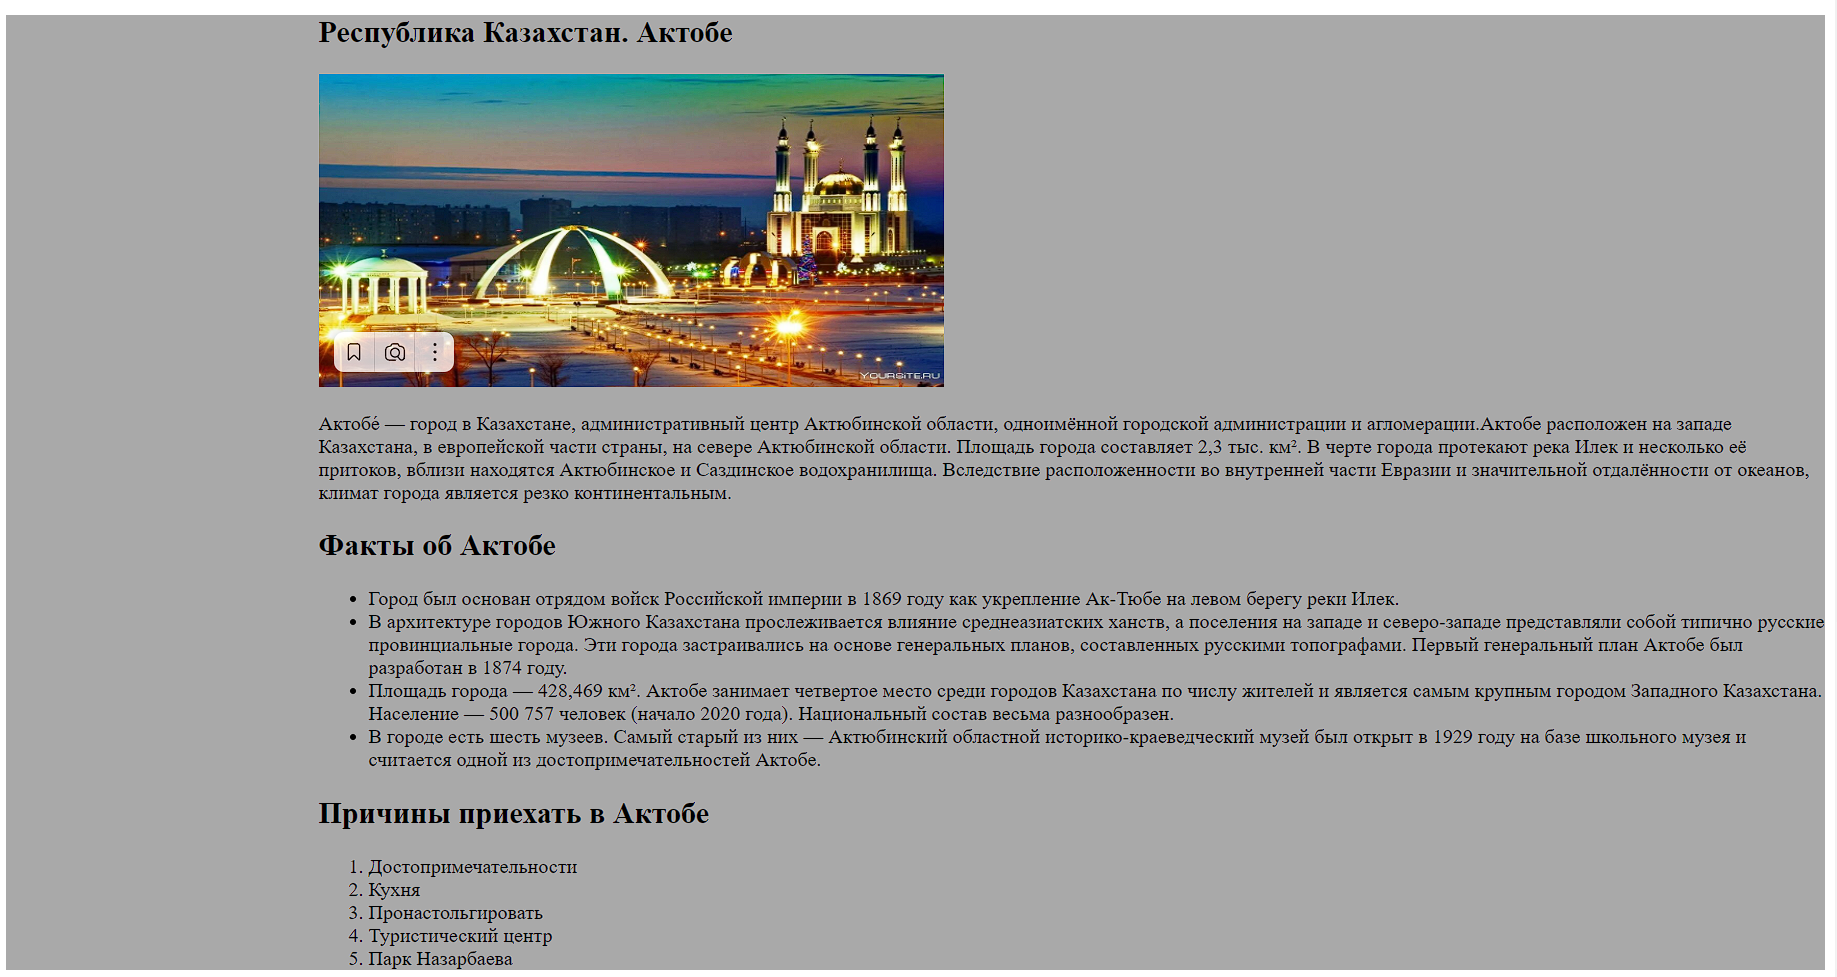 Республика Казахстан. Актобе
YOURSITE.RU
Актобе́ — город в Казахстане, административный центр Актюбинской области, одноимённой городской администрации и агломерации.Актобе расположен на западе
Казахстана, в европейской части страны, на севере Актюбинской области. Площадь города составляет 2,3 тыс. км². В черте города протекают река Илек и несколько её
притоков, вблизи находятся Актюбинское и Саздинское водохранилища. Вследствие расположенности во внутренней части Евразии и значительной отдалённости от океанов,
климат города является резко континентальным.
Факты об Актобе
• Город был основан отрядом войск Российской империи в 1869 году как укрепление Ак-Тюбе на левом берегу реки Илек.
• В архитектуре городов Южного Казахстана прослеживается влияние среднеазиатских ханств, а поселения на западе и северо-западе представляли собой типично русские
провинциальные города. Эти города застраивались на основе генеральных планов, составленных русскими топографами. Первый генеральный план Актобе был
разработан в 1874 году.
• Площадь города — 428,469 км². Актобе занимает четвертое место среди городов Казахстана по числу жителей и является самым крупным городом Западного Казахстана.
Население — 500 757 человек (начало 2020 года). Национальный состав весьма разнообразен.
• В городе есть шесть музеев. Самый старый из них — Актюбинский областной историко-краеведческий музей был открыт в 1929 году на базе школьного музея и
считается одной из достопримечательностей Актобе.
Причины приехать в Актобе
1. Достопримечательности
2. Кухня
3. Пронастольгировать
4. Туристический центр
5. Парк Назарбаева